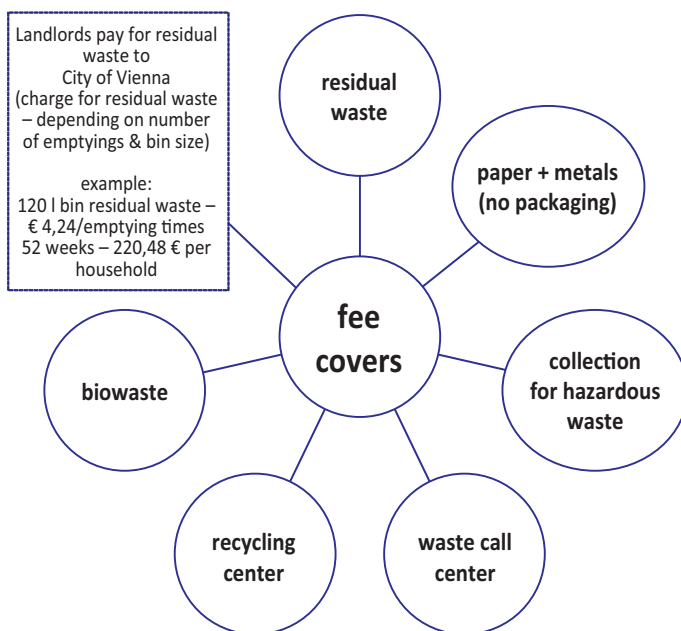 Landlords pay for residual
waste to
City of Vienna
(charge for residual waste
– depending on number
of emptyings & bin size)
example:
120 l bin residual waste –
€ 4,24/emptying times
52 weeks – 220,48 € per
household
residual
waste
paper + metals
(no packaging)
fee
covers
collection
for hazardous
waste
biowaste
recycling
center
waste call
center